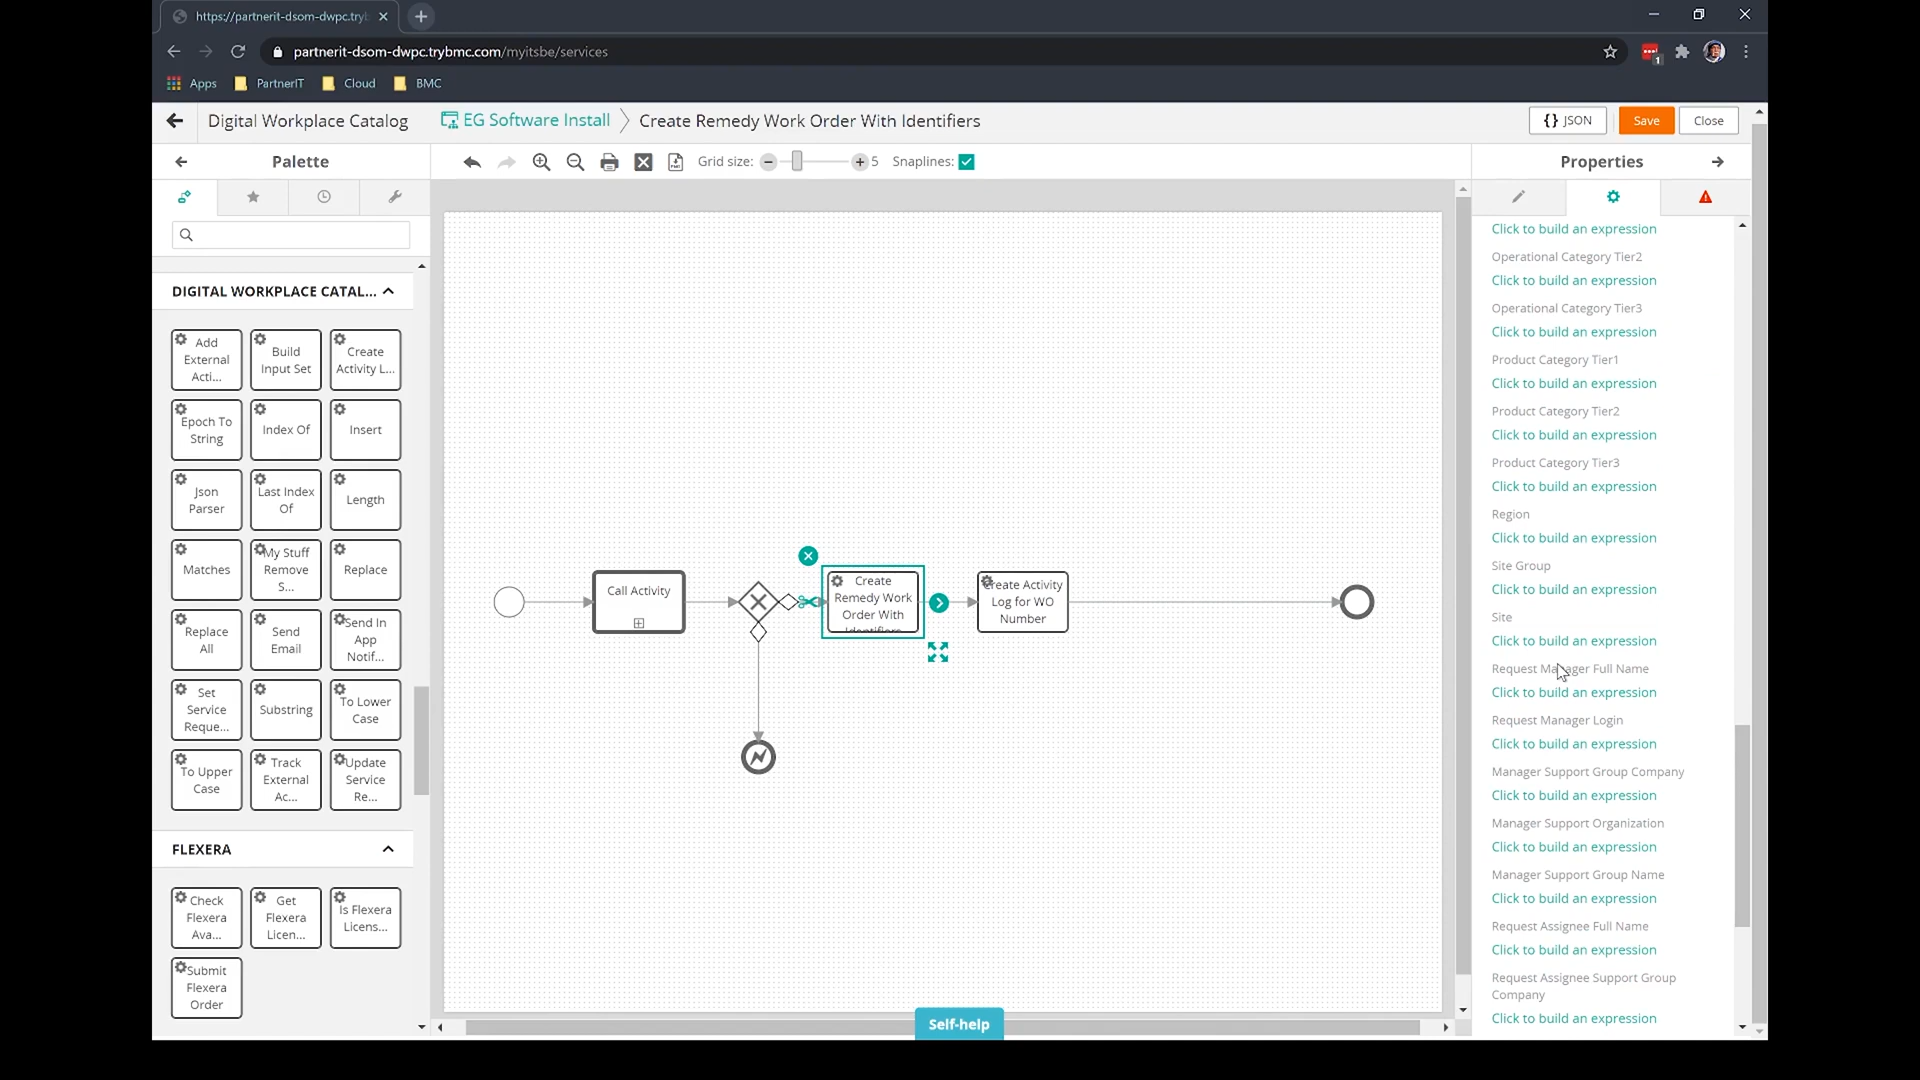 https://partnerit-dsom-dwpc.try
partnerit-dsom-dwpc.trybmc.com/myitsbe/services
1
Apps
PartnerIT
Cloud
BMC
Digital Workplace Catalog
EG Software Install
Create Remedy Work Order With Identifiers
{} JSON
Save
Close
Palette
Grid size:
5
Snaplines:
Properties
DIGITAL WORKPLACE CATAL...
Add
External
Acti...
Build
Input Set
Create
Activity L...
Epoch To
String
Index Of
Insert
Json
Parser
Last Index
Of
Length
Matches
My Stuff
Remove
S...
Replace
Replace
All
Send
Email
Send In
App
Notif...
Set
Service
Reque...
Substring
To Lower
Case
To Upper
Case
Track
External
Ac...
Update
Service
Re...
FLEXERA
Check
Flexera
Ava...
Get
Flexera
Licen...
Is Flexera
Licens...
Submit
Flexera
Order
Call Activity
Create
Remedy Work
Order With
Identifiers
Create Activity
Log for WO
Number
Self-help
Click to build an expression
Operational Category Tier2
Click to build an expression
Operational Category Tier3
Click to build an expression
Product Category Tier1
Click to build an expression
Product Category Tier2
Click to build an expression
Product Category Tier3
Click to build an expression
Region
Click to build an expression
Site Group
Click to build an expression
Site
Click to build an expression
Request Manager Full Name
Click to build an expression
Request Manager Login
Click to build an expression
Manager Support Group Company
Click to build an expression
Manager Support Organization
Click to build an expression
Manager Support Group Name
Click to build an expression
Request Assignee Full Name
Click to build an expression
Request Assignee Support Group
Company
Click to build an expression